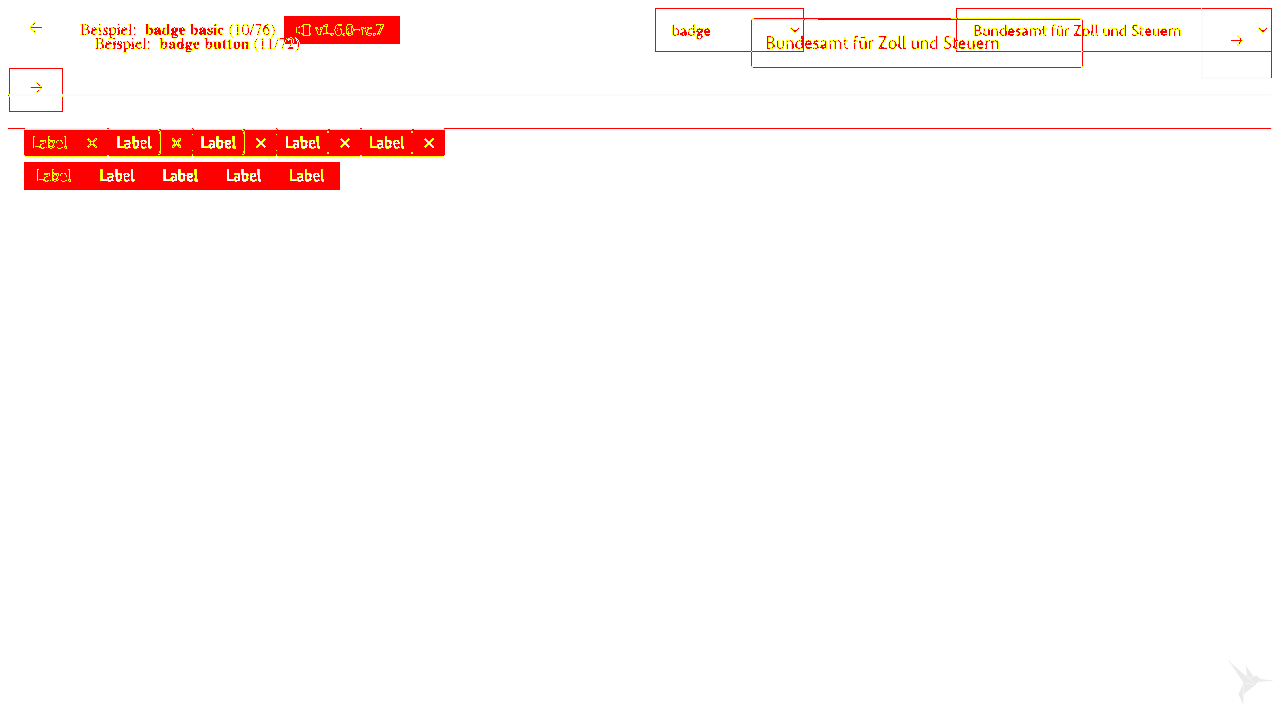 Beispiel: badge basic (10/76) v1.6.0-rc.7
Beispiel: badge button (11/72)
badge
Bundesamt für Zoll und Steuern
Bundesamt für Zoll und Steuern
Label Label Label Label Label
Label Label Label Label Label